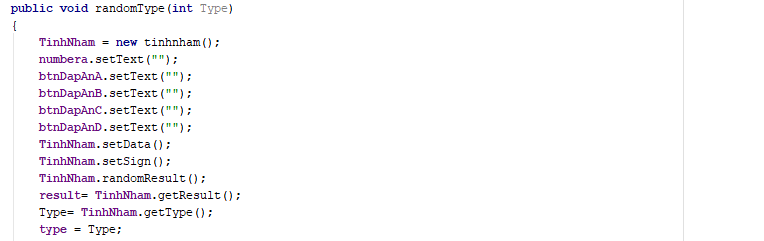 public void randomType(int Type)
{
TinhNham = new tinhnham();
numbera.setText("");
btnDapAnA.setText("");
btnDapAnB.setText("");
btnDapAnC.setText("");
btnDapAnD.setText("");
TinhNham.setData();
TinhNham.setSign();
TinhNham.randomResult();
result= TinhNham.getResult();
Type= TinhNham.getType();
type = Type;